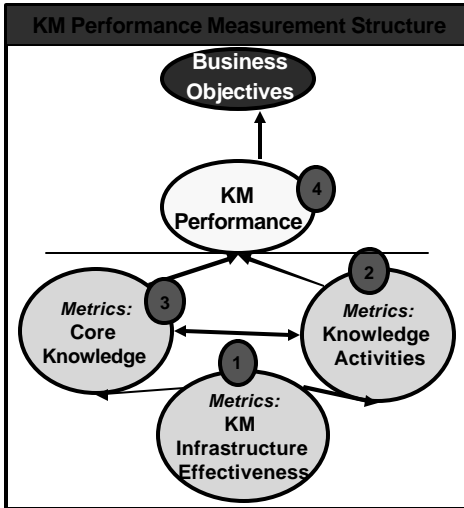 KM Performance Measurement Structure
Business
Objectives
KM
Performance
4
Metrics:
Core
Knowledge
3
2
Metrics:
Knowledge
Activities
1
Metrics:
KM
Infrastructure
Effectiveness